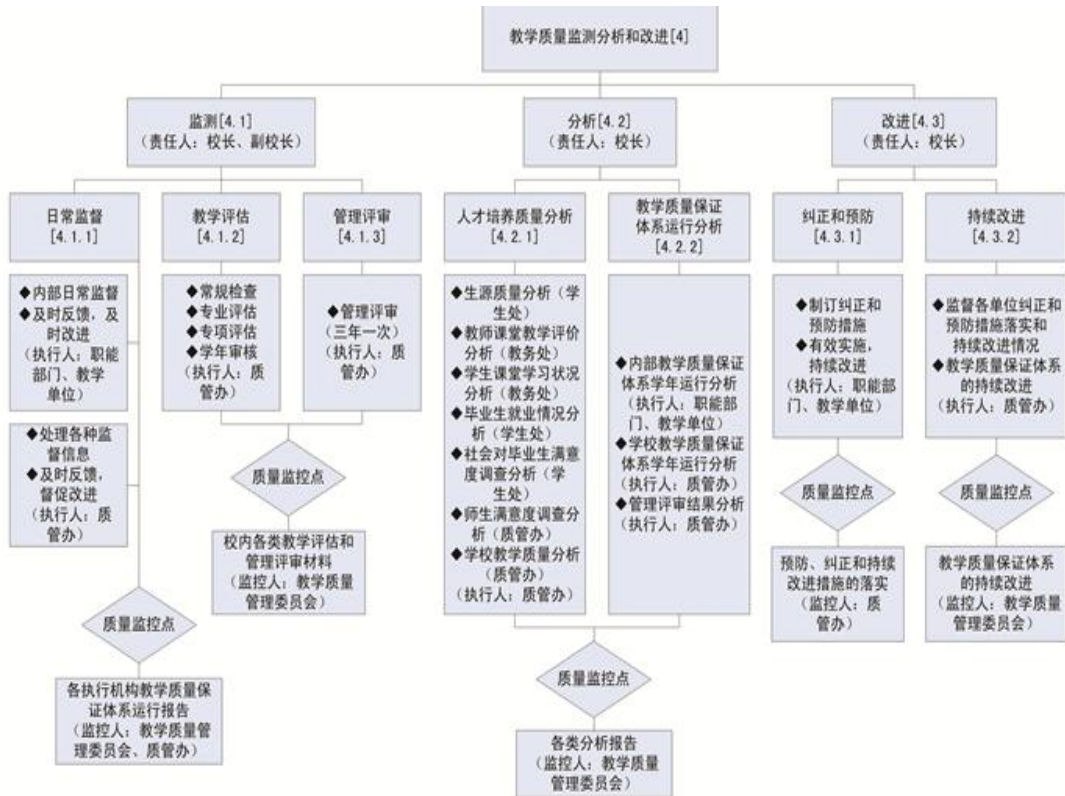 教学质量监测分析和改进[4]
监测[4.1]
（责任人：校长、副校长）
分析[4.2]
（责任人：校长）
改进[4.3]
（责任人：校长）
日常监督
[4.1.1]
教学评估
[4.1.2]
管理评审
[4.1.3]
人才培养质量分析
[4.2.1]
教学质量保证
体系运行分析
[4.2.2]
纠正和预防
[4.3.1]
持续改进
[4.3.2]
◆内部日常监督
◆及时反馈，及
时改进
（执行人：职能
部门、教学
单位）
◆处理各种监
督信息
◆及时反馈，
督促改进
（执行人：质
管办）
质量监控点
各执行机构教学质量保
证体系运行报告
（监控人：教学质量管
理委员会、质管办）
◆常规检查
◆专业评估
◆专项评估
◆学年审核
（执行人：质
管办）
◆管理评审
（三年一次）
（执行人：质
管办）
质量监控点
校内各类教学评估和
管理评审材料
（监控人：教学质量
管理委员会）
◆生源质量分析（学
生处）
◆教师课堂教学评价
分析（教务处）
◆学生课堂学习状况
分析（教务处）
◆毕业生就业情况分
析（学生处）
◆社会对毕业生满意
度调查分析（学
生处）
◆师生满意度调查分
析（质管办）
◆学校教学质量分析
（质管办）
（执行人：质管办）
◆内部教学质量保证
体系学年运行分析
（执行人：职能部
门、教学单位）
◆学校教学质量保证
体系学年运行分析
（执行人：质管办）
◆管理评审结果分析
（执行人：质管办）
质量监控点
各类分析报告
（监控人：教学质量
管理委员会）
◆制订纠正和
预防措施
◆有效实施，
持续改进
（执行人：职能部
门、教学单位）
质量监控点
预防、纠正和持续
改进措施的落实
（监控人：质
管办）
◆监督各单位纠正和
预防措施落实和
持续改进情况
◆教学质量保证体系
的持续改进
（执行人：质管办）
质量监控点
教学质量保证体系
的持续改进
（监控人：教学质量
管理委员会）